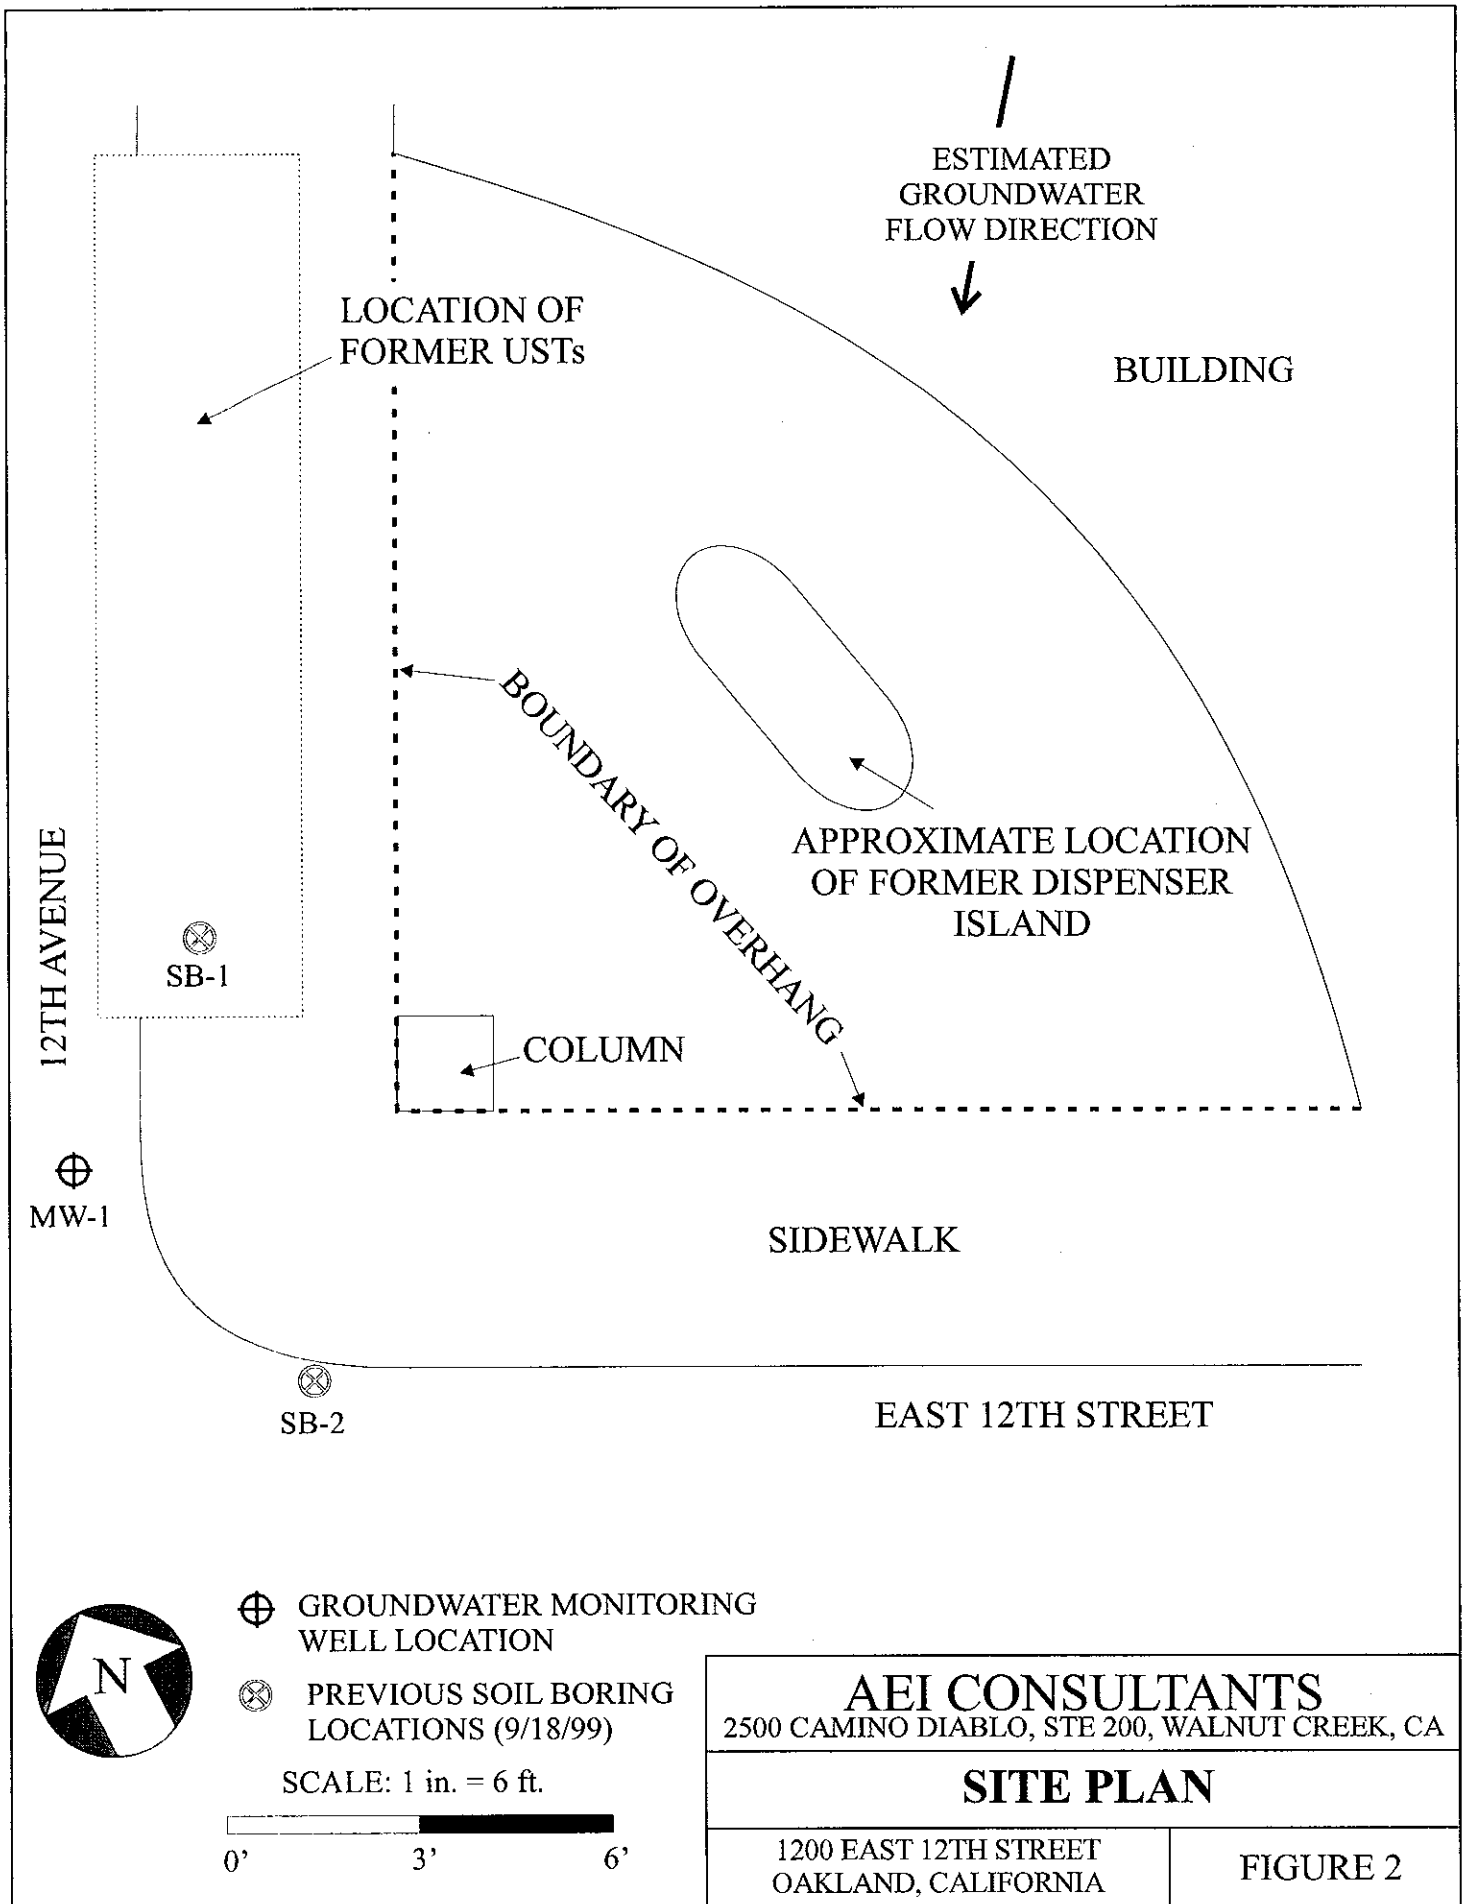 ESTIMATED
GROUNDWATER
FLOW DIRECTION
LOCATION OF
FORMER USTs
BUILDING
BOUNDARY OF OVERHANG
APPROXIMATE LOCATION
OF FORMER DISPENSER
ISLAND
12TH AVENUE
SB-1
COLUMN
MW-1
SIDEWALK
SB-2
EAST 12TH STREET
N
GROUNDWATER MONITORING
WELL LOCATION
PREVIOUS SOIL BORING
LOCATIONS (9/18/99)
SCALE: 1 in. = 6 ft.
0' 3' 6'
AEI CONSULTANTS
2500 CAMINO DIABLO, STE 200, WALNUT CREEK, CA
SITE PLAN
1200 EAST 12TH STREET
OAKLAND, CALIFORNIA
FIGURE 2